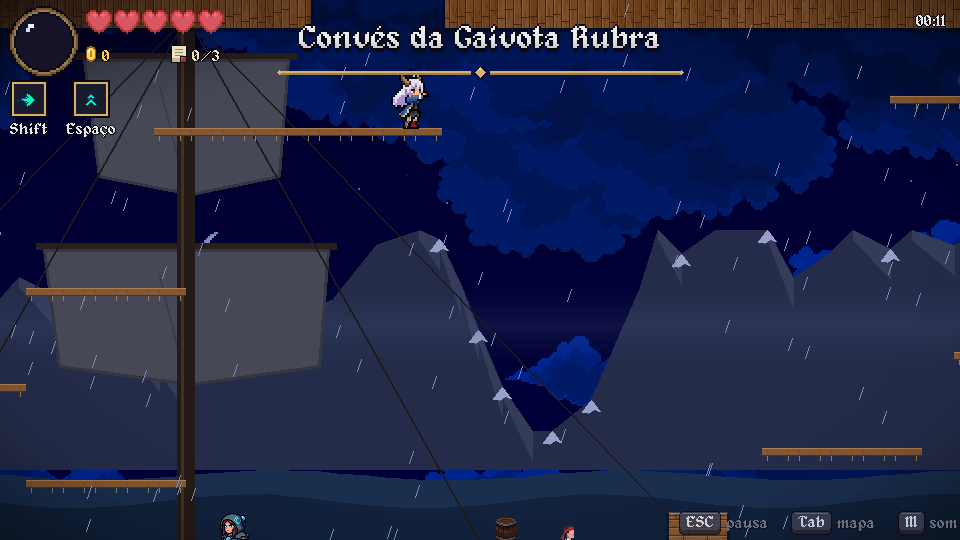 Convés da Gaivota Rubra
00:11
0
0/3
Shift
Espaço
ESC pausa / Tab mapa M som